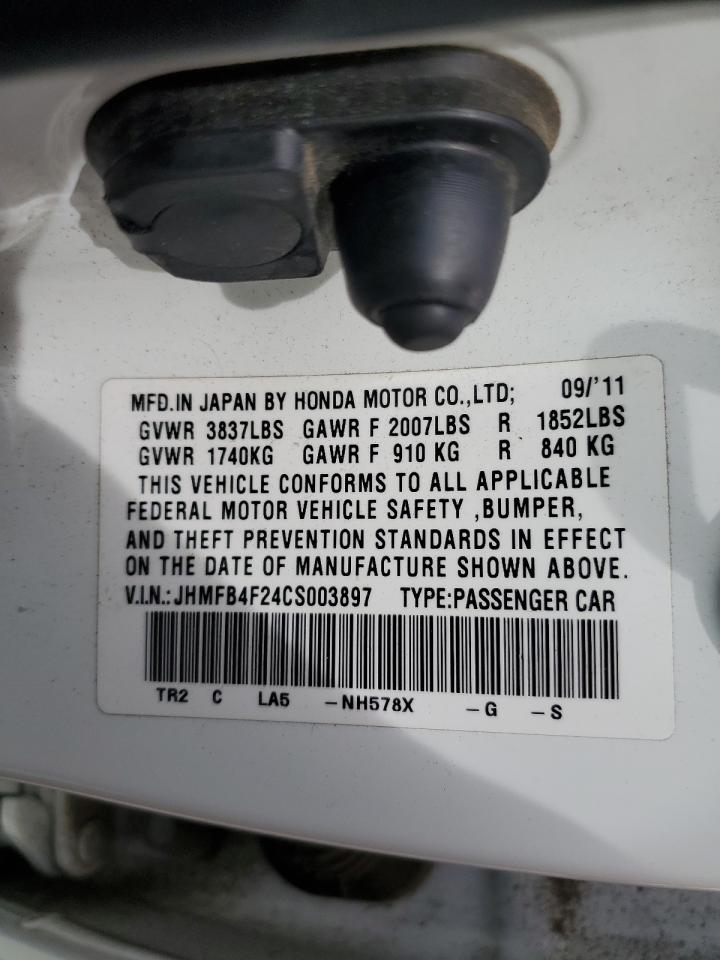 MFD.IN JAPAN BY HONDA MOTOR CO.,LTD; 09/'11
GVWR 3837LBS GAWR F 2007LBS R 1852LBS
GVWR 1740KG GAWR F 910 KG R 840 KG
THIS VEHICLE CONFORMS TO ALL APPLICABLE
FEDERAL MOTOR VEHICLE SAFETY ,BUMPER,
AND THEFT PREVENTION STANDARDS IN EFFECT
ON THE DATE OF MANUFACTURE SHOWN ABOVE.
V.I.N.: JHMFB4F24CS003897 TYPE:PASSENGER CAR
TR2 C LA5 –NH578X –G –S